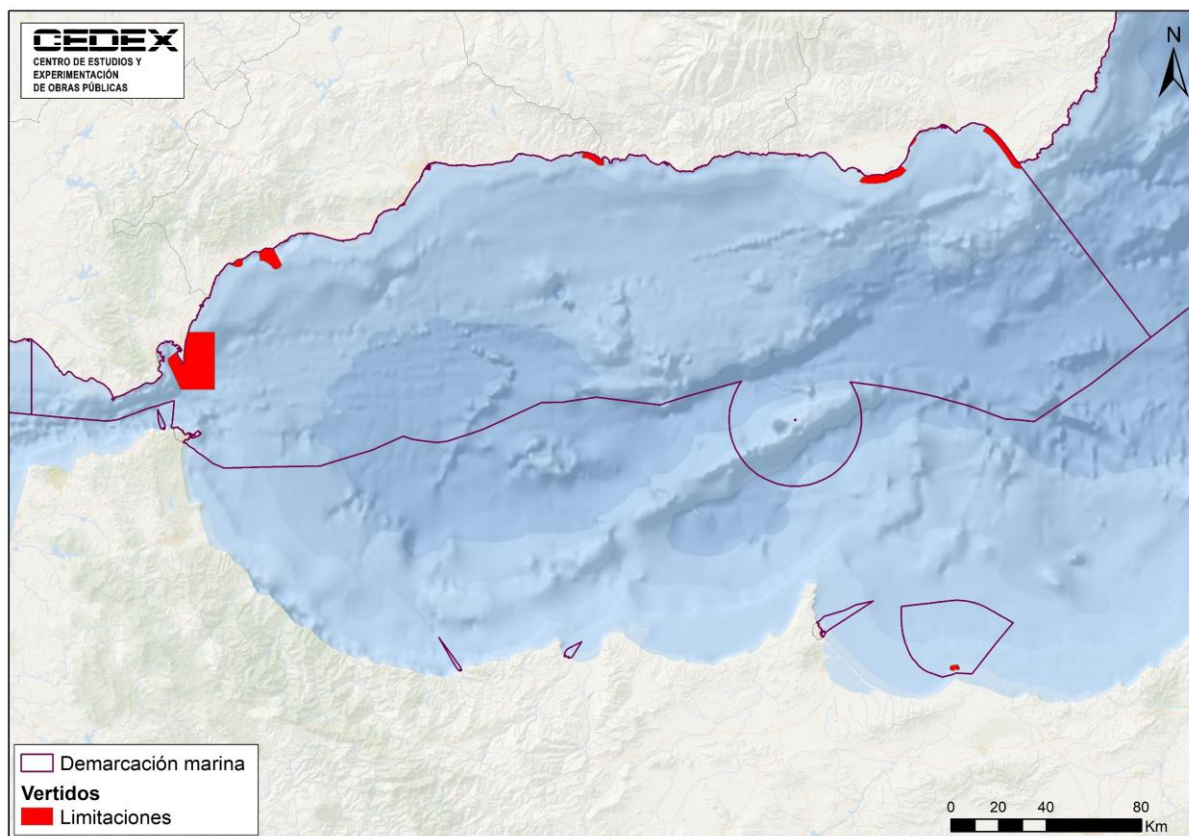 CEDEX
CENTRO DE ESTUDIOS Y
EXPERIMENTACIÓN
DE OBRAS PÚBLICAS
N
Demarcación marina
Vertidos
Limitaciones
0 20 40 80
Km